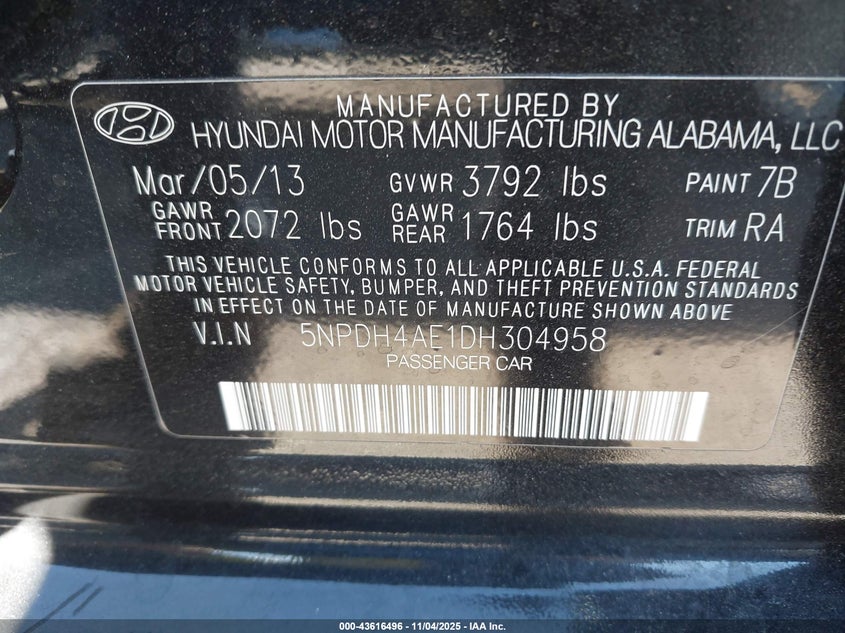 MANUFACTURED BY
HYUNDAI MOTOR MANUFACTURING ALABAMA, LLC
Mar/05/13 GVWR 3792 lbs PAINT 7B
GAWR FRONT 2072 lbs GAWR REAR 1764 lbs TRIM RA
THIS VEHICLE CONFORMS TO ALL APPLICABLE U.S.A. FEDERAL
MOTOR VEHICLE SAFETY, BUMPER, AND THEFT PREVENTION STANDARDS
IN EFFECT ON THE DATE OF MANUFACTURE SHOWN ABOVE
V.I.N 5NPDH4AE1DH304958
PASSENGER CAR
000-43616496 - 11/04/2025 - IAA Inc.